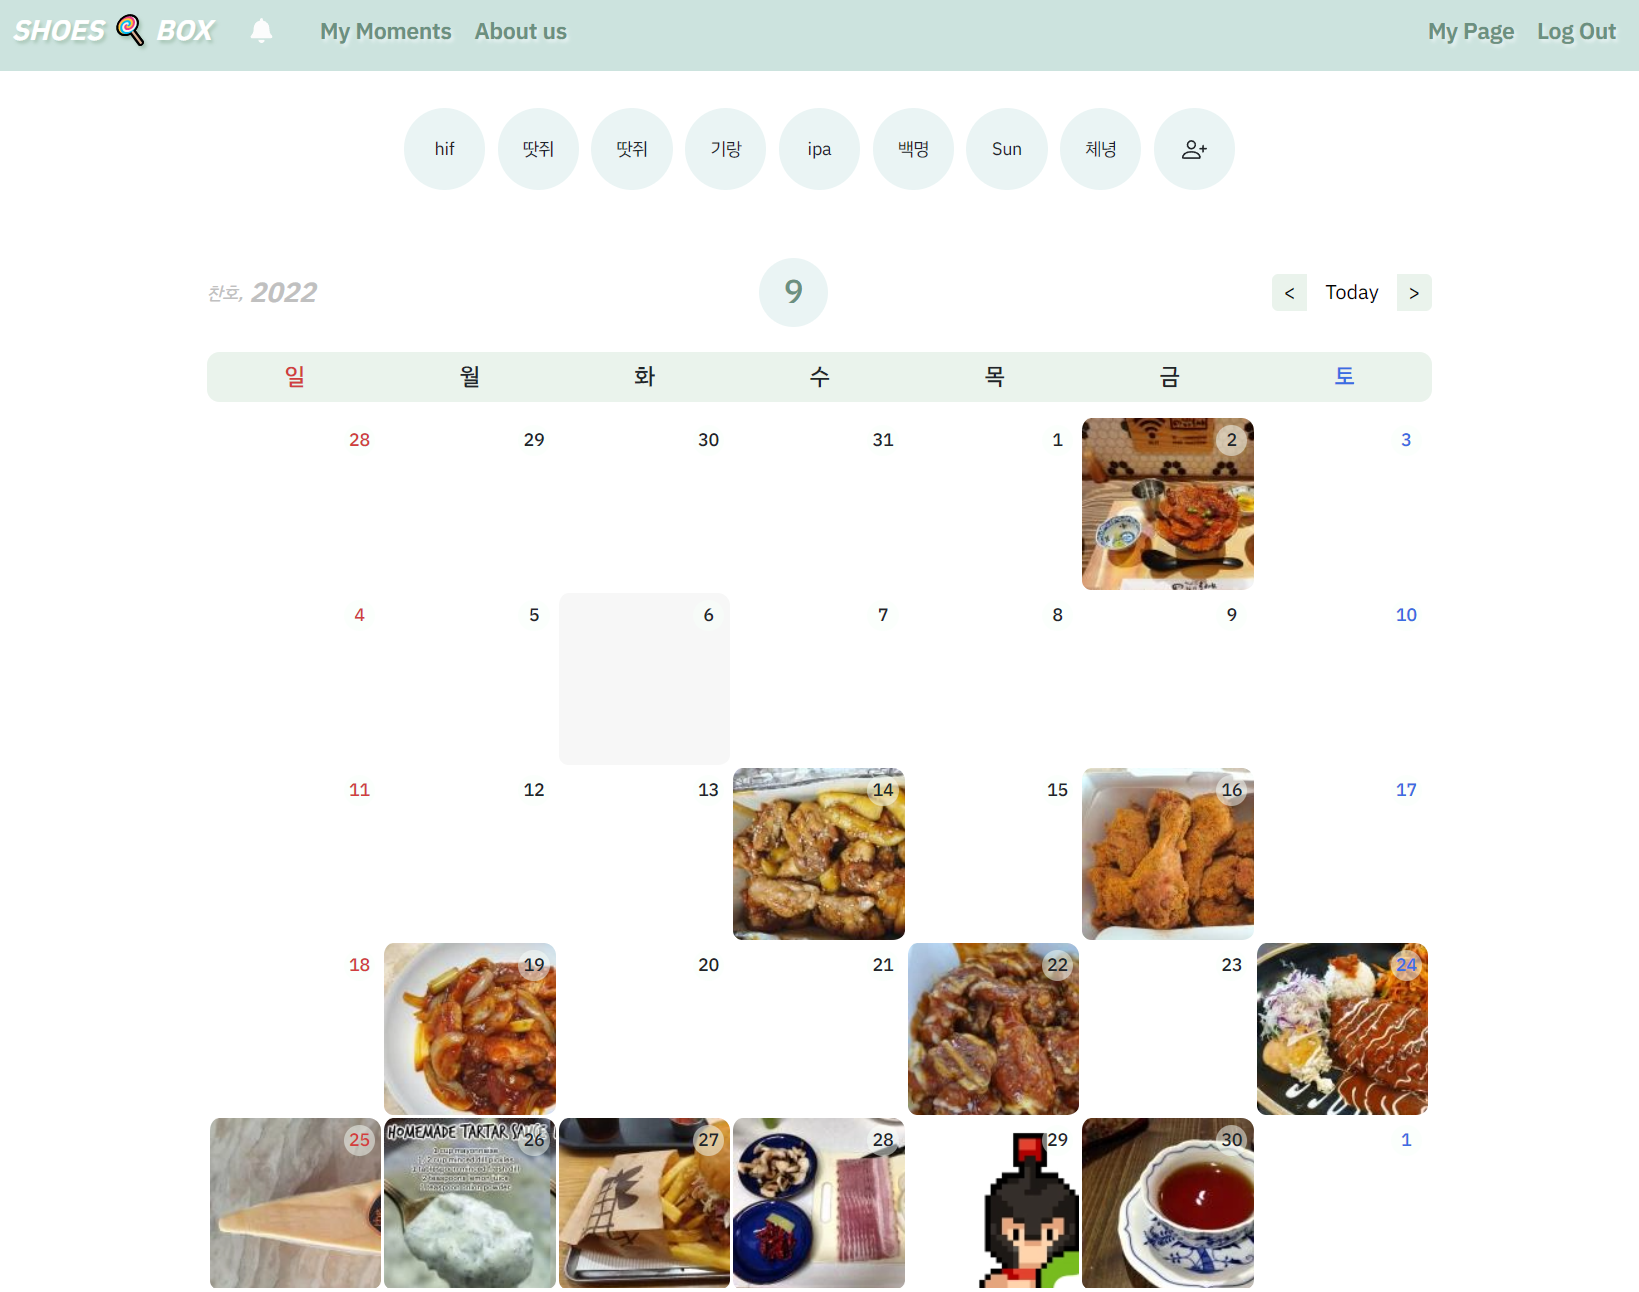 SHOES BOX My Moments About us My Page Log Out
hif 땃쥐 땃쥐 기랑 ipa 백명 Sun 체녕
찬호, 2022 9 < Today >
일 월 화 수 목 금 토
28 29 30 31 1 2 3
4 5 6 7 8 9 10
11 12 13 14 15 16 17
18 19 20 21 22 23 24
25 26 27 28 29 30 1
HOMEMADE TARTAR SAUCE
1 cup mayonnaise